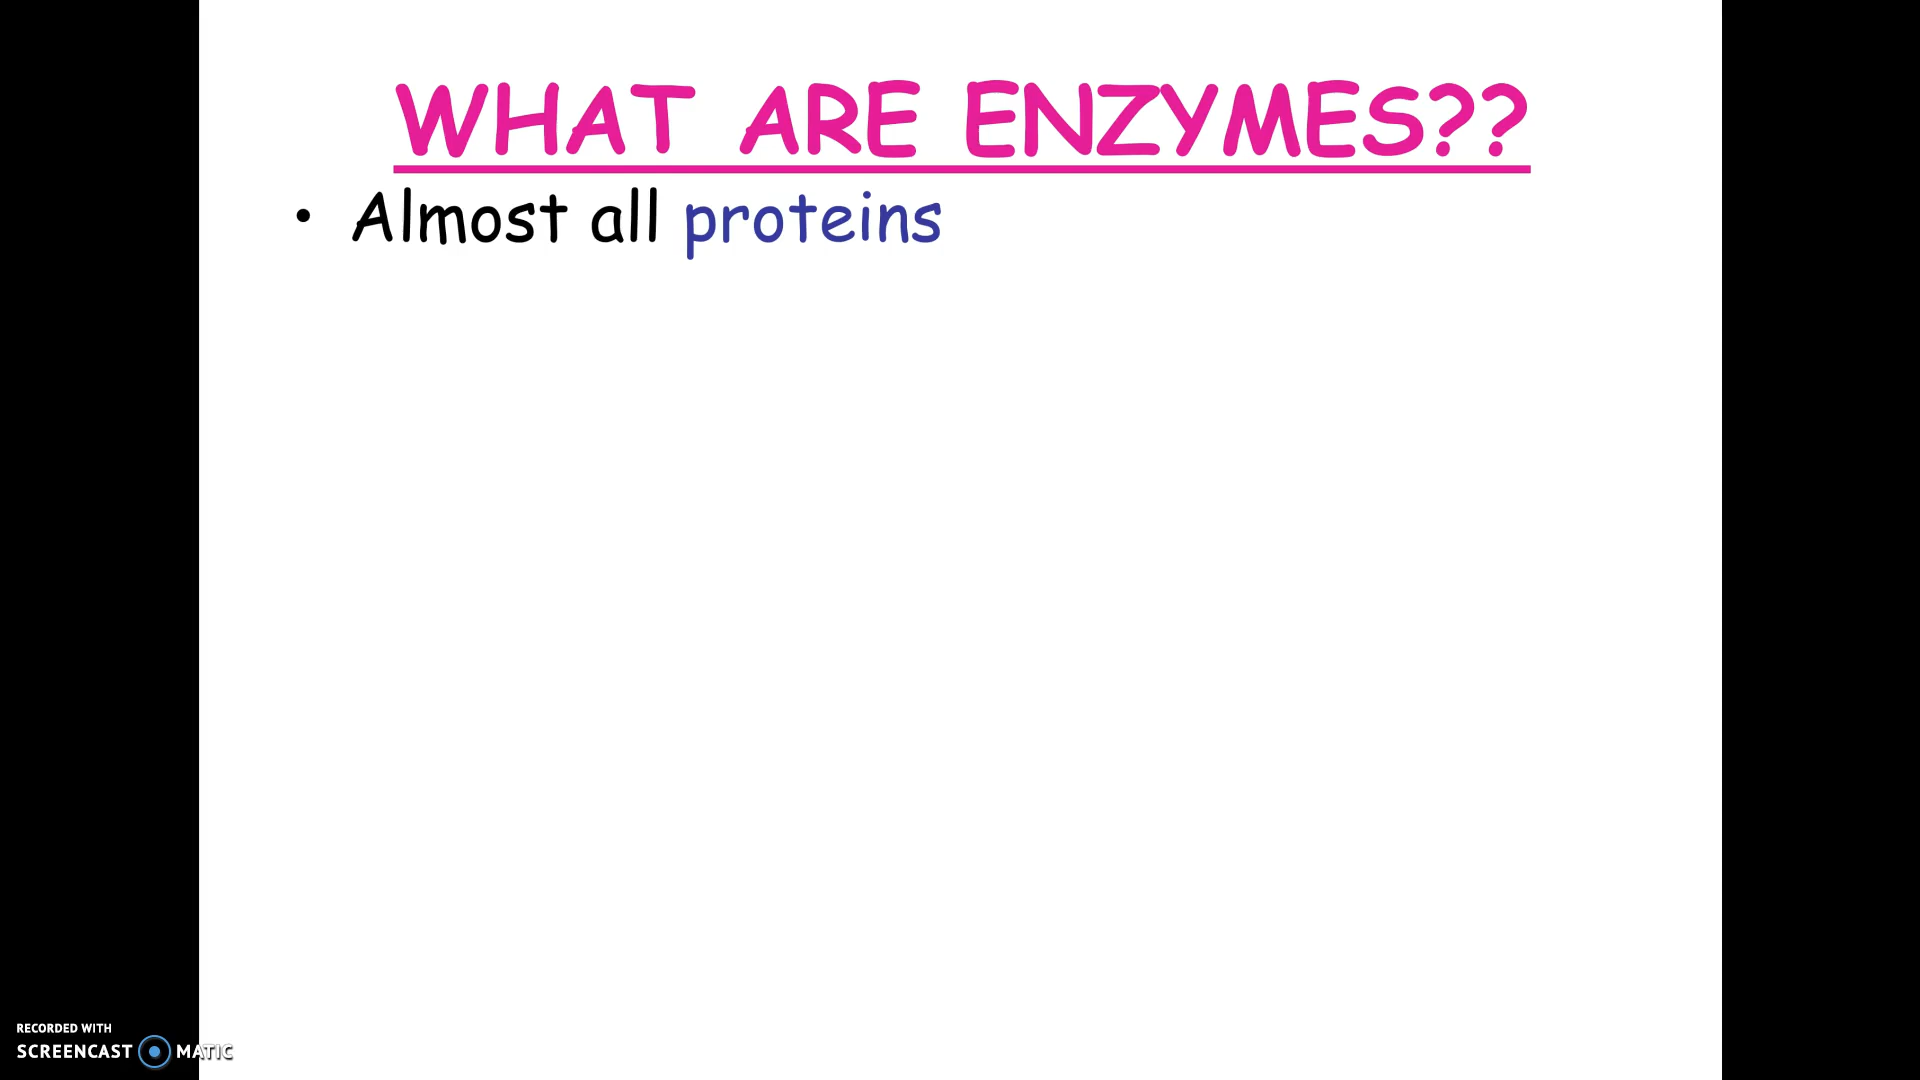 WHAT ARE ENZYMES??
• Almost all proteins
RECORDED WITH
SCREENCAST MATIC